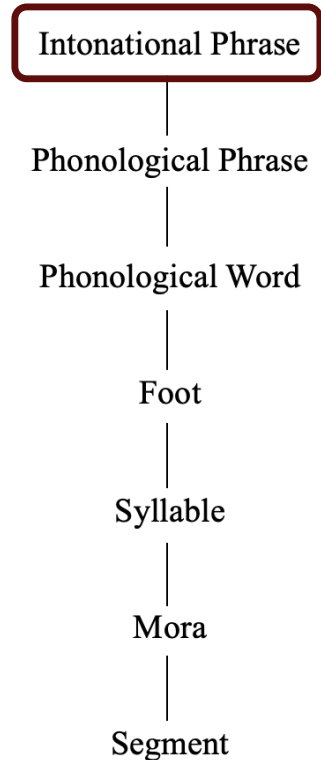 Intonational Phrase
Phonological Phrase
Phonological Word
Foot
Syllable
Mora
Segment